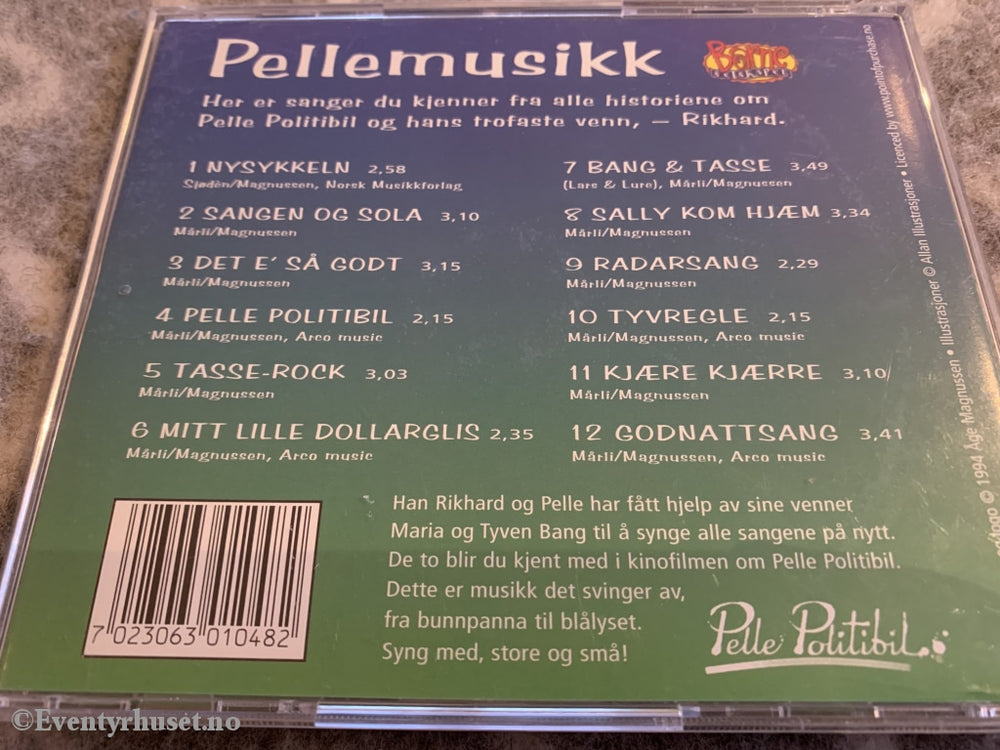 Pellemusikk
Børne
selskapet
Her er sanger du kjenner fra alle historiene om
Pelle Politibil og hans trofaste venn, – Rikhard.
1 NYSYKKELN 2,58
Sjødèn/Magnussen, Norsk Musikkforlag
2 SANGEN OG SOLA 3,10
Mårli/Magnussen
3 DET E' SÅ GODT 3,15
Mårli/Magnussen
4 PELLE POLITIBIL 2,15
Mårli/Magnussen, Arco music
5 TASSE-ROCK 3,03
Mårli/Magnussen
6 MITT LILLE DOLLARGLIS 2,35
Mårli/Magnussen, Arco music
7 BANG & TASSE 3,49
(Lars & Lure), Mårli/Magnussen
8 SALLY KOM HJÆM 3,34
Mårli/Magnussen
9 RADARSANG 2,29
Mårli/Magnussen
10 TYVREGLE 2,15
Mårli/Magnussen, Arco music
11 KJÆRE KJÆRRE 3,10
Mårli/Magnussen
12 GODNATTSANG 3,41
Mårli/Magnussen, Arco music
Han Rikhard og Pelle har fått hjelp av sine venner
Maria og Tyven Bang til å synge alle sangene på nytt.
De to blir du kjent med i kinofilmen om Pelle Politibil.
Dette er musikk det svinger av,
fra bunnpanna til blålyset.
Syng med, store og små!
Pelle Politibil
7 023063 010482
© 1994 Åge Magnussen • Illustrasjoner © Allan Illustrasjoner • Licenced by www.pointofpurchase.no
©Eventyrhuset.no